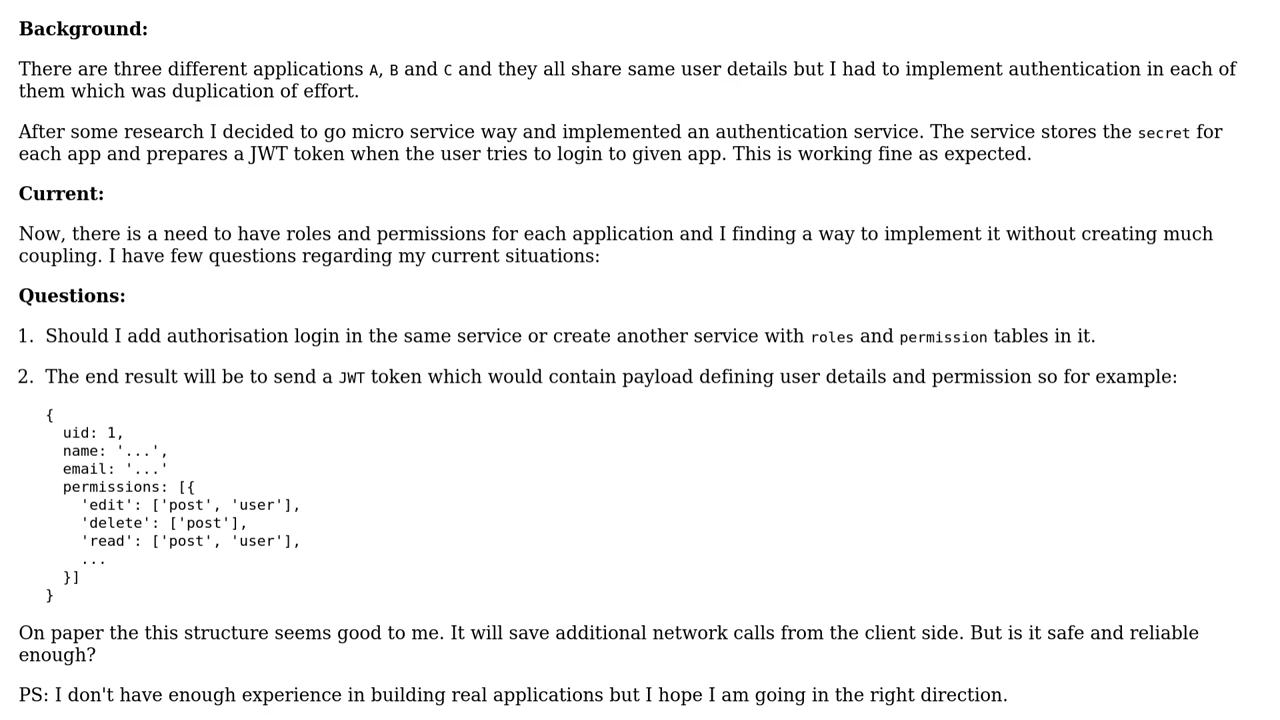 Background:
There are three different applications A, B and C and they all share same user details but I had to implement authentication in each of
them which was duplication of effort.
After some research I decided to go micro service way and implemented an authentication service. The service stores the secret for
each app and prepares a JWT token when the user tries to login to given app. This is working fine as expected.
Current:
Now, there is a need to have roles and permissions for each application and I finding a way to implement it without creating much
coupling. I have few questions regarding my current situations:
Questions:
1. Should I add authorisation login in the same service or create another service with roles and permission tables in it.
2. The end result will be to send a JWT token which would contain payload defining user details and permission so for example:
{
  uid: 1,
  name: '...',
  email: '...'
  permissions: [{
    'edit': ['post', 'user'],
    'delete': ['post'],
    'read': ['post', 'user'],
    ...
  }]
}
On paper the this structure seems good to me. It will save additional network calls from the client side. But is it safe and reliable
enough?
PS: I don't have enough experience in building real applications but I hope I am going in the right direction.